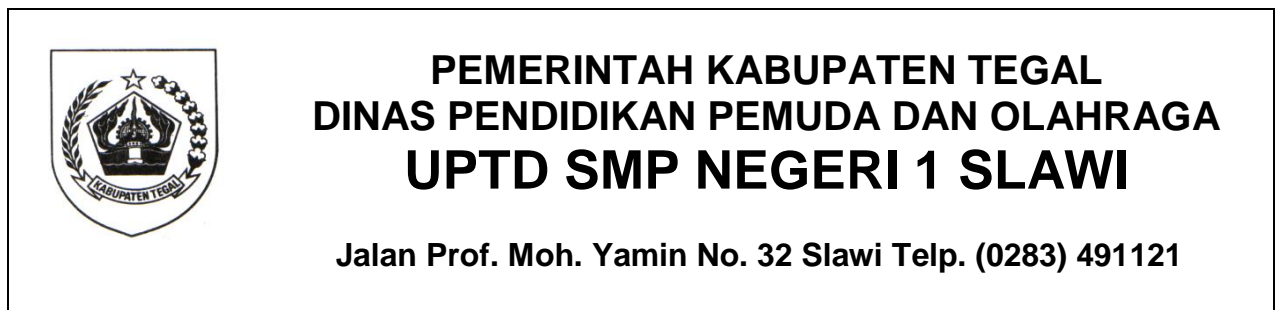 PEMERINTAH KABUPATEN TEGAL
DINAS PENDIDIKAN PEMUDA DAN OLAHRAGA
UPTD SMP NEGERI 1 SLAWI
Jalan Prof. Moh. Yamin No. 32 Slawi Telp. (0283) 491121
KABUPATEN TEGAL